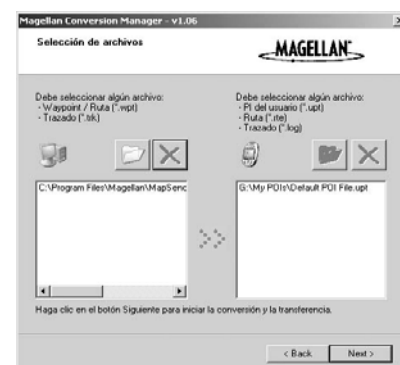 Magellan Conversion Manager - v1.06
Selección de archivos
MAGELLAN
Debe seleccionar algún archivo:
- Waypoint / Ruta (*.wpt)
- Trazado (*.trk)
Debe seleccionar algún archivo:
- PI del usuario (*.upt)
- Ruta (*.rte)
- Trazado (*.log)
C:\Program Files\Magellan\MapSenc
G:\My POIs\Default POI File.upt
Haga clic en el botón Siguiente para iniciar la conversión y la transferencia.
< Back
Next >